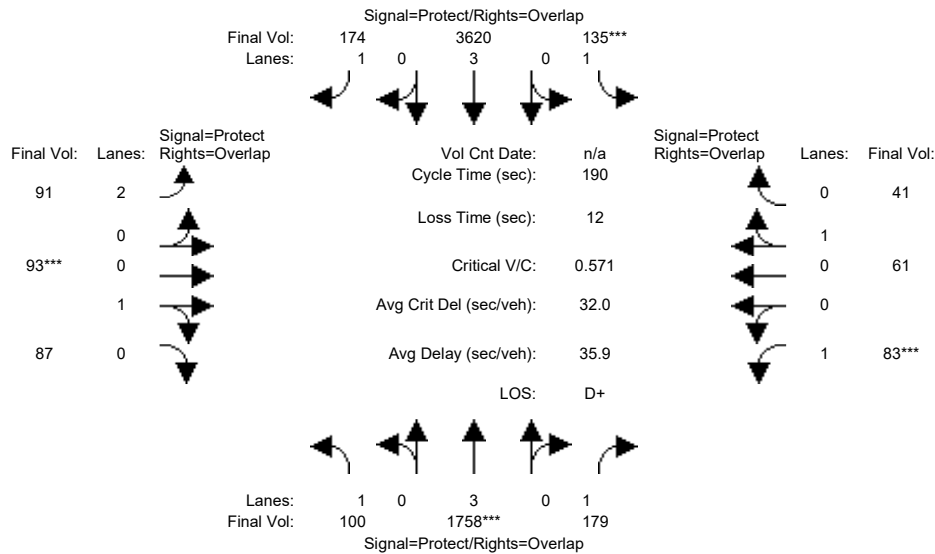 Signal=Protect/Rights=Overlap
Final Vol: 174 3620 135***
Lanes: 1 0 3 0 1
Signal=Protect Signal=Protect
Final Vol: Lanes: Rights=Overlap Vol Cnt Date: n/a Rights=Overlap Lanes: Final Vol:
Cycle Time (sec): 190
91 2 0 41
Loss Time (sec): 12
0 1
93*** 0 Critical V/C: 0.571 0 61
1 Avg Crit Del (sec/veh): 32.0 0
87 0 Avg Delay (sec/veh): 35.9 1 83***
LOS: D+
Lanes: 1 0 3 0 1
Final Vol: 100 1758*** 179
Signal=Protect/Rights=Overlap